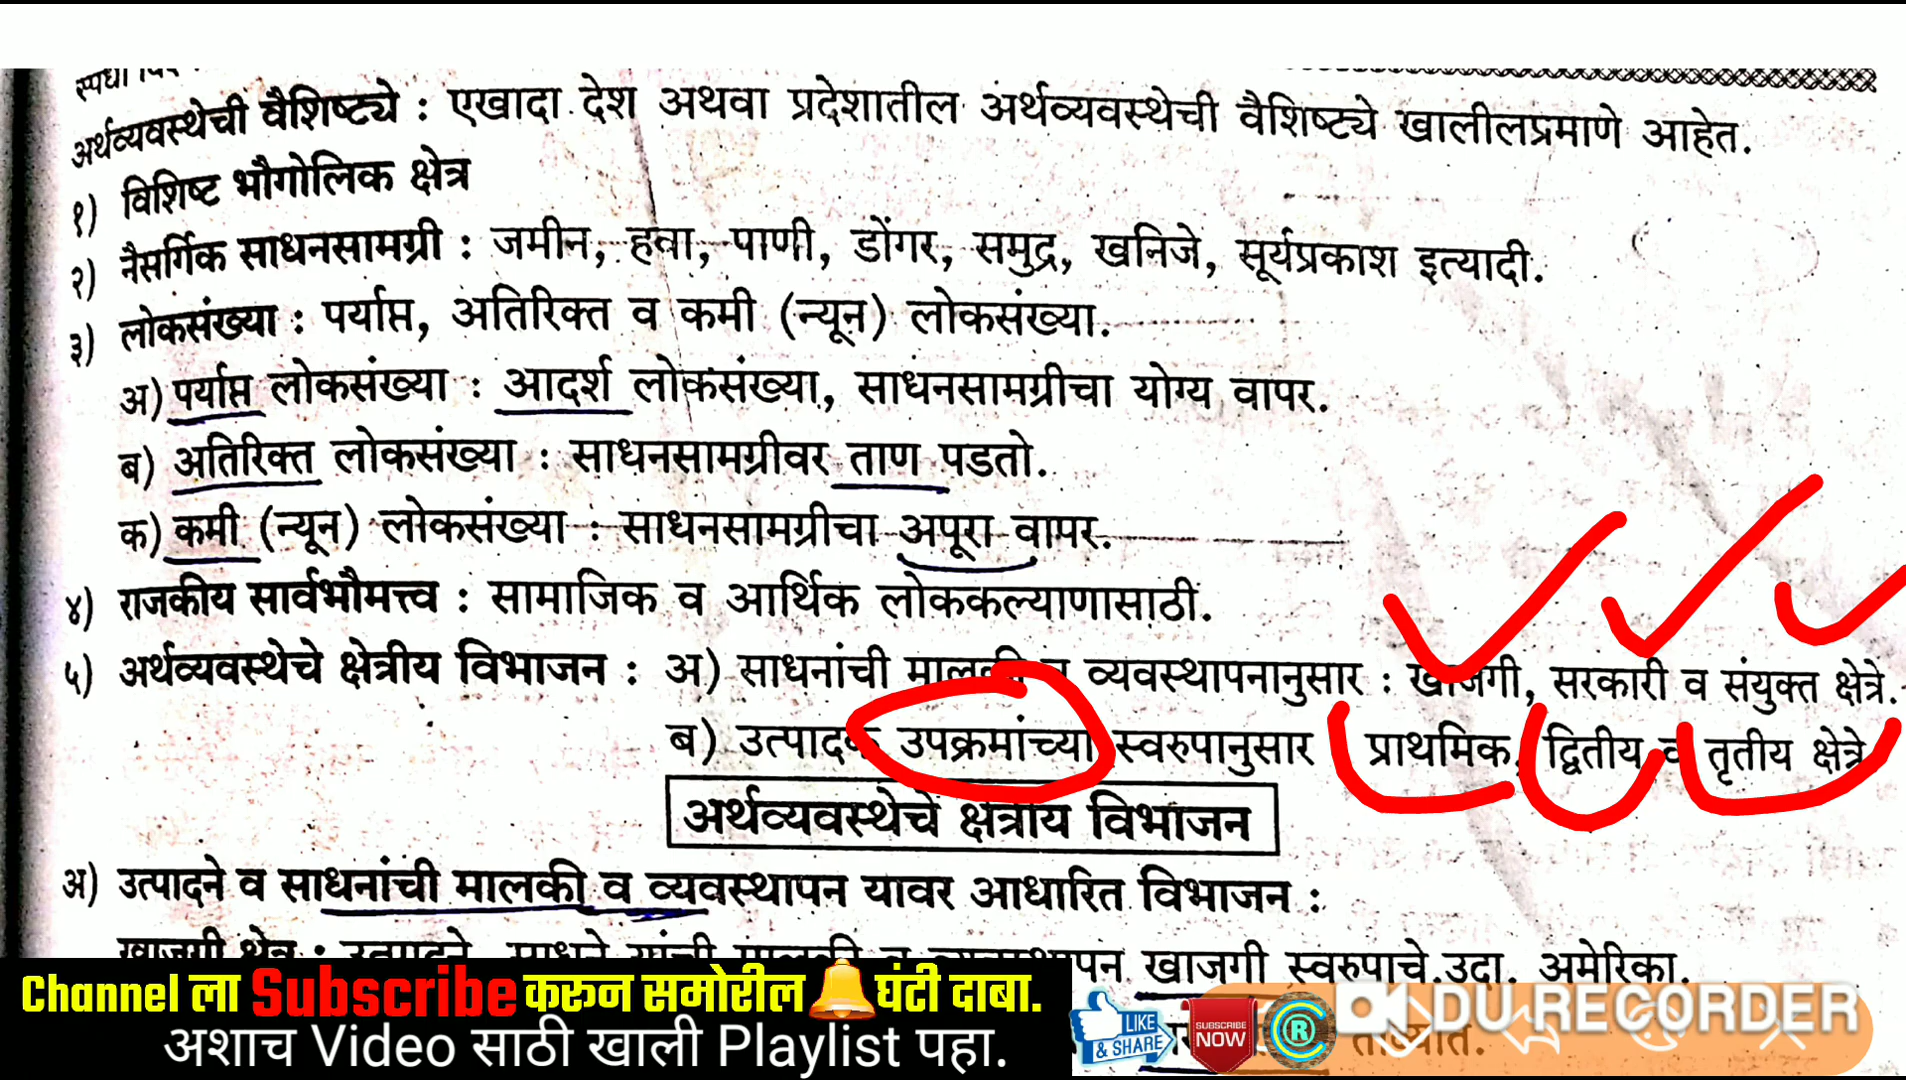 अर्थव्यवस्थेची वैशिष्ट्ये : एखादा देश अथवा प्रदेशातील अर्थव्यवस्थेची वैशिष्ट्ये खालीलप्रमाणे आहेत.
१) विशिष्ट भौगोलिक क्षेत्र
२) नैसर्गिक साधनसामग्री : जमीन, हवा, पाणी, डोंगर, समुद्र, खनिजे, सूर्यप्रकाश इत्यादी.
३) लोकसंख्या : पर्याप्त, अतिरिक्त व कमी (न्यून) लोकसंख्या.
अ) पर्याप्त लोकसंख्या : आदर्श लोकसंख्या, साधनसामग्रीचा योग्य वापर.
ब) अतिरिक्त लोकसंख्या : साधनसामग्रीवर ताण पडतो.
क) कमी (न्यून) लोकसंख्या : साधनसामग्रीचा अपूरा वापर.
४) राजकीय सार्वभौमत्त्व : सामाजिक व आर्थिक लोककल्याणासाठी.
५) अर्थव्यवस्थेचे क्षेत्रीय विभाजन : अ) साधनांची मालकी व व्यवस्थापनानुसार : खाजगी, सरकारी व संयुक्त क्षेत्रे.
ब) उत्पादक उपक्रमांच्या स्वरुपानुसार प्राथमिक, द्वितीय व तृतीय क्षेत्रे
अर्थव्यवस्थेचे क्षेत्रीय विभाजन
अ) उत्पादने व साधनांची मालकी व व्यवस्थापन यावर आधारित विभाजन :
खाजगी क्षेत्र : खाजगी स्वरुपाचे.उदा. अमेरिका.
Channel ला Subscribe करून समोरील घंटी दाबा.
अशाच Video साठी खाली Playlist पहा.
LIKE & SHARE
SUBSCRIBE NOW
DU RECORDER